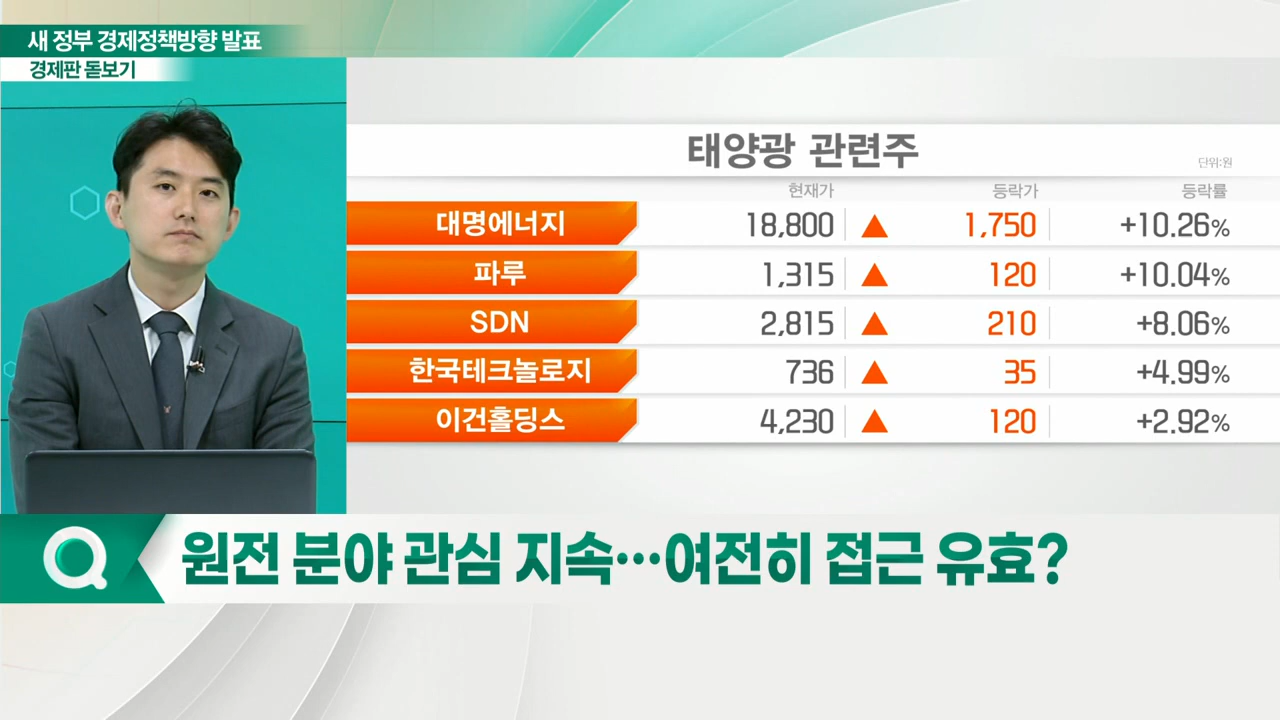 새 정부 경제정책방향 발표
경제판 돋보기
태양광 관련주
단위:원
현재가 등락가 등락률
대명에너지 18,800 ▲ 1,750 +10.26%
파루 1,315 ▲ 120 +10.04%
SDN 2,815 ▲ 210 +8.06%
한국테크놀로지 736 ▲ 35 +4.99%
이건홀딩스 4,230 ▲ 120 +2.92%
원전 분야 관심 지속…여전히 접근 유효?